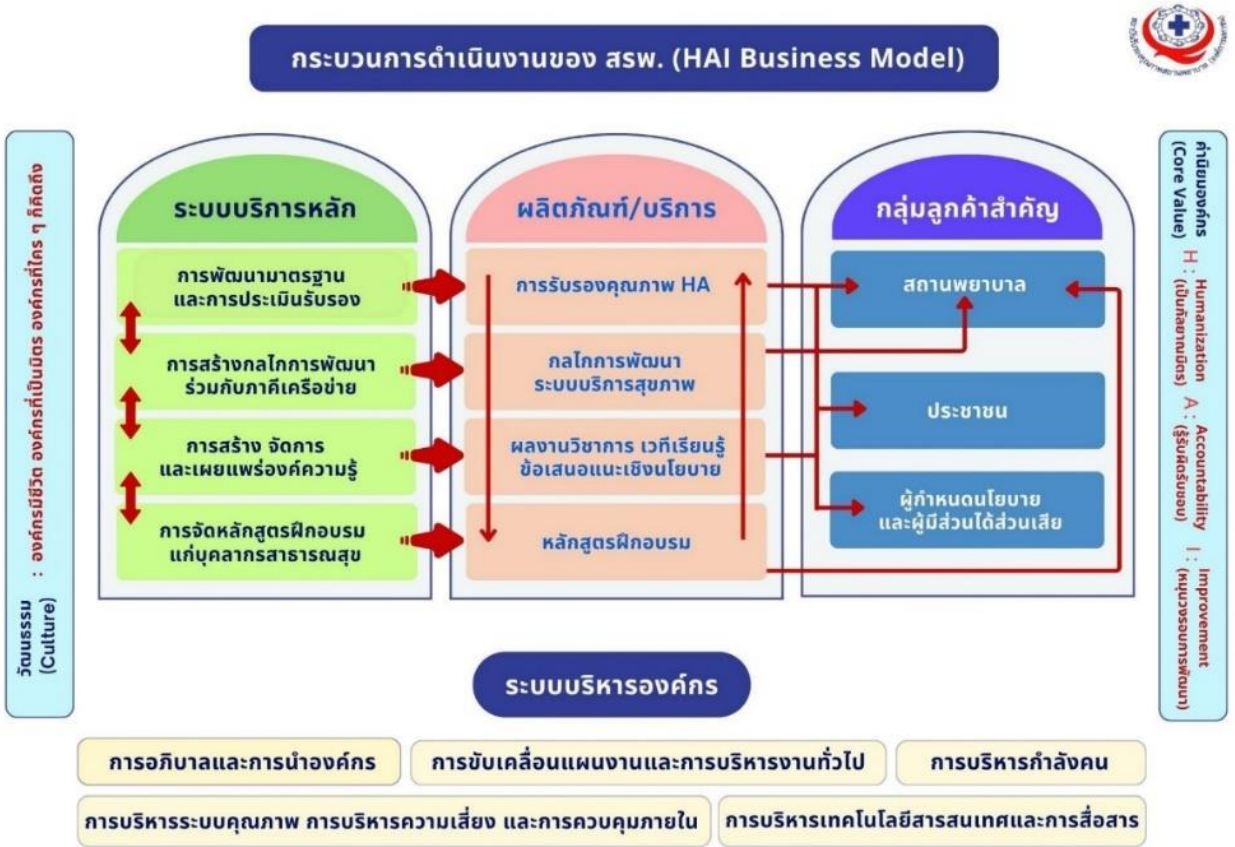 กระบวนการดำเนินงานของ สรพ. (HAI Business Model)
วัฒนธรรม : องค์กรมีชีวิต องค์กรที่เป็นมิตร องค์กรที่ใคร ๆ ก็คิดถึง
(Culture)
ระบบบริการหลัก
การพัฒนามาตรฐาน
และการประเมินรับรอง
การสร้างกลไกการพัฒนา
ร่วมกับภาคีเครือข่าย
การสร้าง จัดการ
และเผยแพร่องค์ความรู้
การจัดหลักสูตรฝึกอบรม
แก่บุคลากรสาธารณสุข
ผลิตภัณฑ์/บริการ
การรับรองคุณภาพ HA
กลไกการพัฒนา
ระบบบริการสุขภาพ
ผลงานวิชาการ เวทีเรียนรู้
ข้อเสนอแนะเชิงนโยบาย
หลักสูตรฝึกอบรม
กลุ่มลูกค้าสำคัญ
สถานพยาบาล
ประชาชน
ผู้กำหนดนโยบาย
และผู้มีส่วนได้ส่วนเสีย
ค่านิยมองค์กร
(Core Value)
H : Humanization
(เป็นกัลยาณมิตร)
A : Accountability
(รู้รับผิดรับชอบ)
I : Improvement
(หมุนวงรอบการพัฒนา)
ระบบบริหารองค์กร
การอภิบาลและการนำองค์กร
การขับเคลื่อนแผนงานและการบริหารงานทั่วไป
การบริหารกำลังคน
การบริหารระบบคุณภาพ การบริหารความเสี่ยง และการควบคุมภายใน
การบริหารเทคโนโลยีสารสนเทศและการสื่อสาร